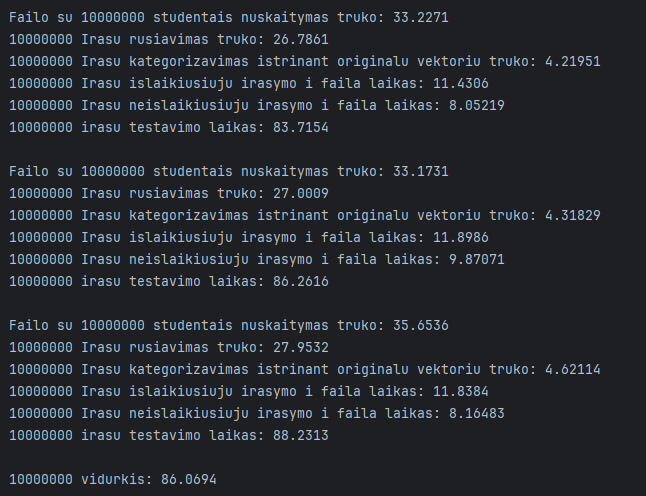 Failo su 10000000 studentais nuskaitymas truko: 33.2271
10000000 Irasu rusiavimas truko: 26.7861
10000000 Irasu kategorizavimas istrinant originalu vektoriu truko: 4.21951
10000000 Irasu islaikiusiuju irasymo i faila laikas: 11.4306
10000000 Irasu neislaikiusiuju irasymo i faila laikas: 8.05219
10000000 irasu testavimo laikas: 83.7154
Failo su 10000000 studentais nuskaitymas truko: 33.1731
10000000 Irasu rusiavimas truko: 27.0009
10000000 Irasu kategorizavimas istrinant originalu vektoriu truko: 4.31829
10000000 Irasu islaikiusiuju irasymo i faila laikas: 11.8986
10000000 Irasu neislaikiusiuju irasymo i faila laikas: 9.87071
10000000 irasu testavimo laikas: 86.2616
Failo su 10000000 studentais nuskaitymas truko: 35.6536
10000000 Irasu rusiavimas truko: 27.9532
10000000 Irasu kategorizavimas istrinant originalu vektoriu truko: 4.62114
10000000 Irasu islaikiusiuju irasymo i faila laikas: 11.8384
10000000 Irasu neislaikiusiuju irasymo i faila laikas: 8.16483
10000000 irasu testavimo laikas: 88.2313
10000000 vidurkis: 86.0694